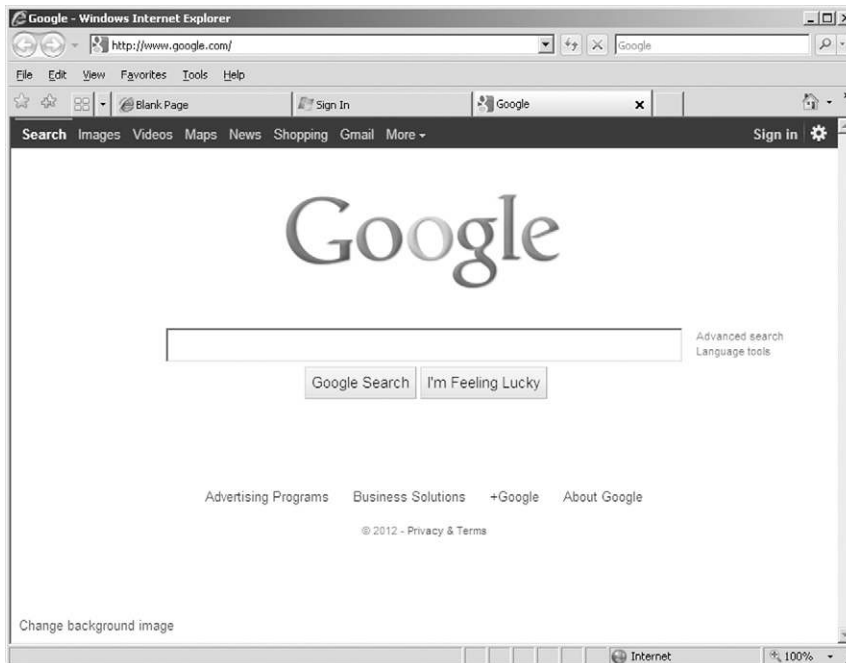 Google - Windows Internet Explorer
http://www.google.com/
Google
File Edit View Favorites Tools Help
Blank Page Sign In Google
Search Images Videos Maps News Shopping Gmail More Sign in
Google
Advanced search
Language tools
Google Search I'm Feeling Lucky
Advertising Programs Business Solutions +Google About Google
© 2012 - Privacy & Terms
Change background image
Internet 100%